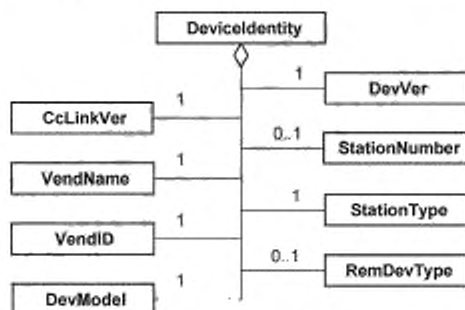 DeviceIdentity
1
DevVer
1
CcLinkVer
0..1
StationNumber
1
VendName
1
StationType
1
VendID
0..1
RemDevType
1
DevModel